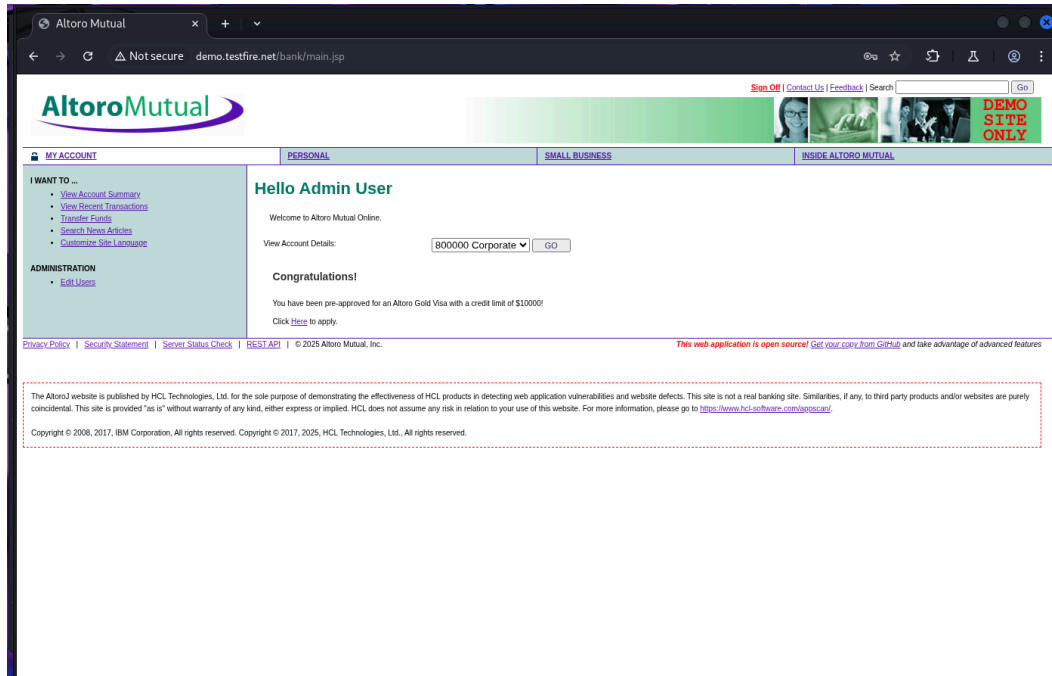 Altoro Mutual
Not secure demo.testfire.net/bank/main.jsp
Sign Off | Contact Us | Feedback | Search Go
AltoroMutual
DEMO
SITE
ONLY
MY ACCOUNT PERSONAL SMALL BUSINESS INSIDE ALTORO MUTUAL
I WANT TO ...
• View Account Summary
• View Recent Transactions
• Transfer Funds
• Search News Articles
• Customize Site Language
ADMINISTRATION
• Edit Users
Hello Admin User
Welcome to Altoro Mutual Online.
View Account Details: 800000 Corporate GO
Congratulations!
You have been pre-approved for an Altoro Gold Visa with a credit limit of $10000!
Click Here to apply.
Privacy Policy | Security Statement | Server Status Check | REST API | © 2025 Altoro Mutual, Inc. This web application is open source! Get your copy from GitHub and take advantage of advanced features
The AltoroJ website is published by HCL Technologies, Ltd. for the sole purpose of demonstrating the effectiveness of HCL products in detecting web application vulnerabilities and website defects. This site is not a real banking site. Similarities, if any, to third party products and/or websites are purely
coincidental. This site is provided "as is" without warranty of any kind, either express or implied. HCL does not assume any risk in relation to your use of this website. For more information, please go to https://www.hcl-software.com/appscan/.
Copyright © 2008, 2017, IBM Corporation, All rights reserved. Copyright © 2017, 2025, HCL Technologies, Ltd., All rights reserved.